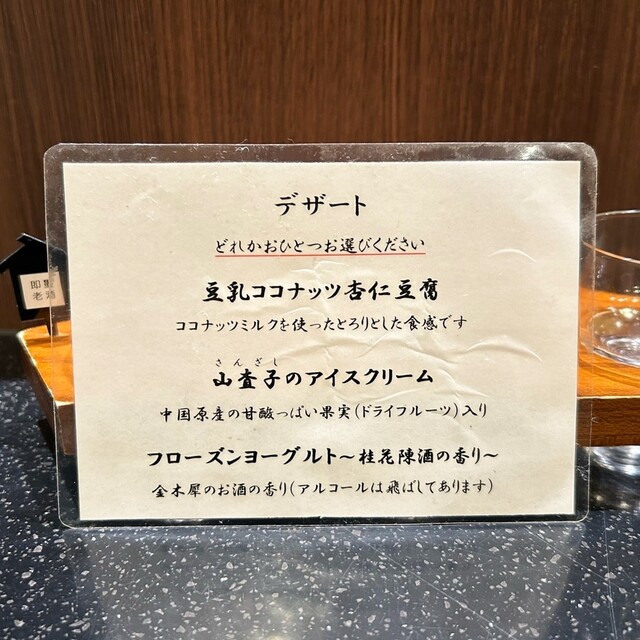 デザート
どれかおひとつお選びください
豆乳ココナッツ杏仁豆腐
ココナッツミルクを使ったとろりとした食感です
さんざし
山査子のアイスクリーム
中国原産の甘酸っぱい果実(ドライフルーツ)入り
フローズンヨーグルト〜桂花陳酒の香り〜
金木犀のお酒の香り(アルコールは飛ばしてあります)